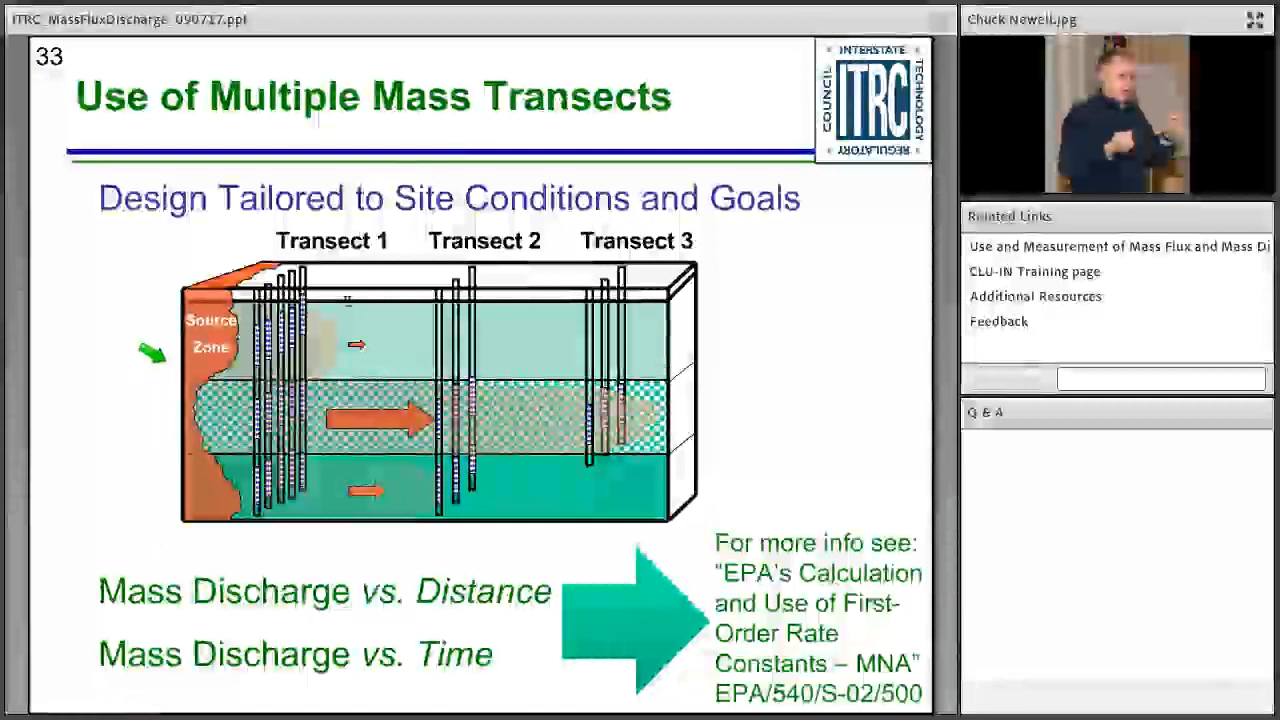 ITRC_MassFluxDischarge_090717.ppt
33
Use of Multiple Mass Transects
INTERSTATE
COUNCIL
ITRC
TECHNOLOGY
REGULATORY
Design Tailored to Site Conditions and Goals
Transect 1 Transect 2 Transect 3
Source
Zone
Mass Discharge vs. Distance
Mass Discharge vs. Time
For more info see:
"EPA's Calculation
and Use of First-
Order Rate
Constants – MNA"
EPA/540/S-02/500
Chuck Newell.jpg
Related Links
Use and Measurement of Mass Flux and Mass Di
CLU-IN Training page
Additional Resources
Feedback
Q & A